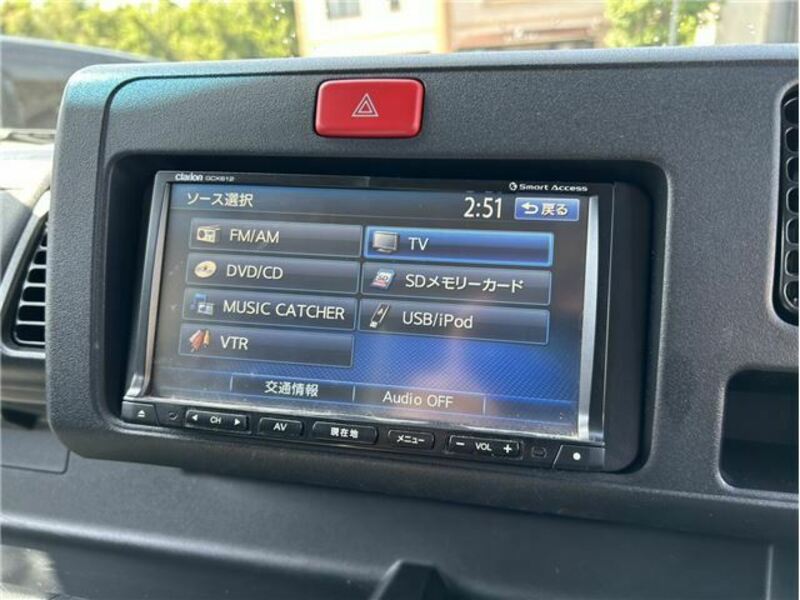 clarion GCX612
Smart Access
ソース選択
2:51
戻る
FM/AM
TV
DVD/CD
SDメモリーカード
MUSIC CATCHER
USB/iPod
VTR
交通情報
Audio OFF
CH
AV
現在地
メニュー
− VOL +